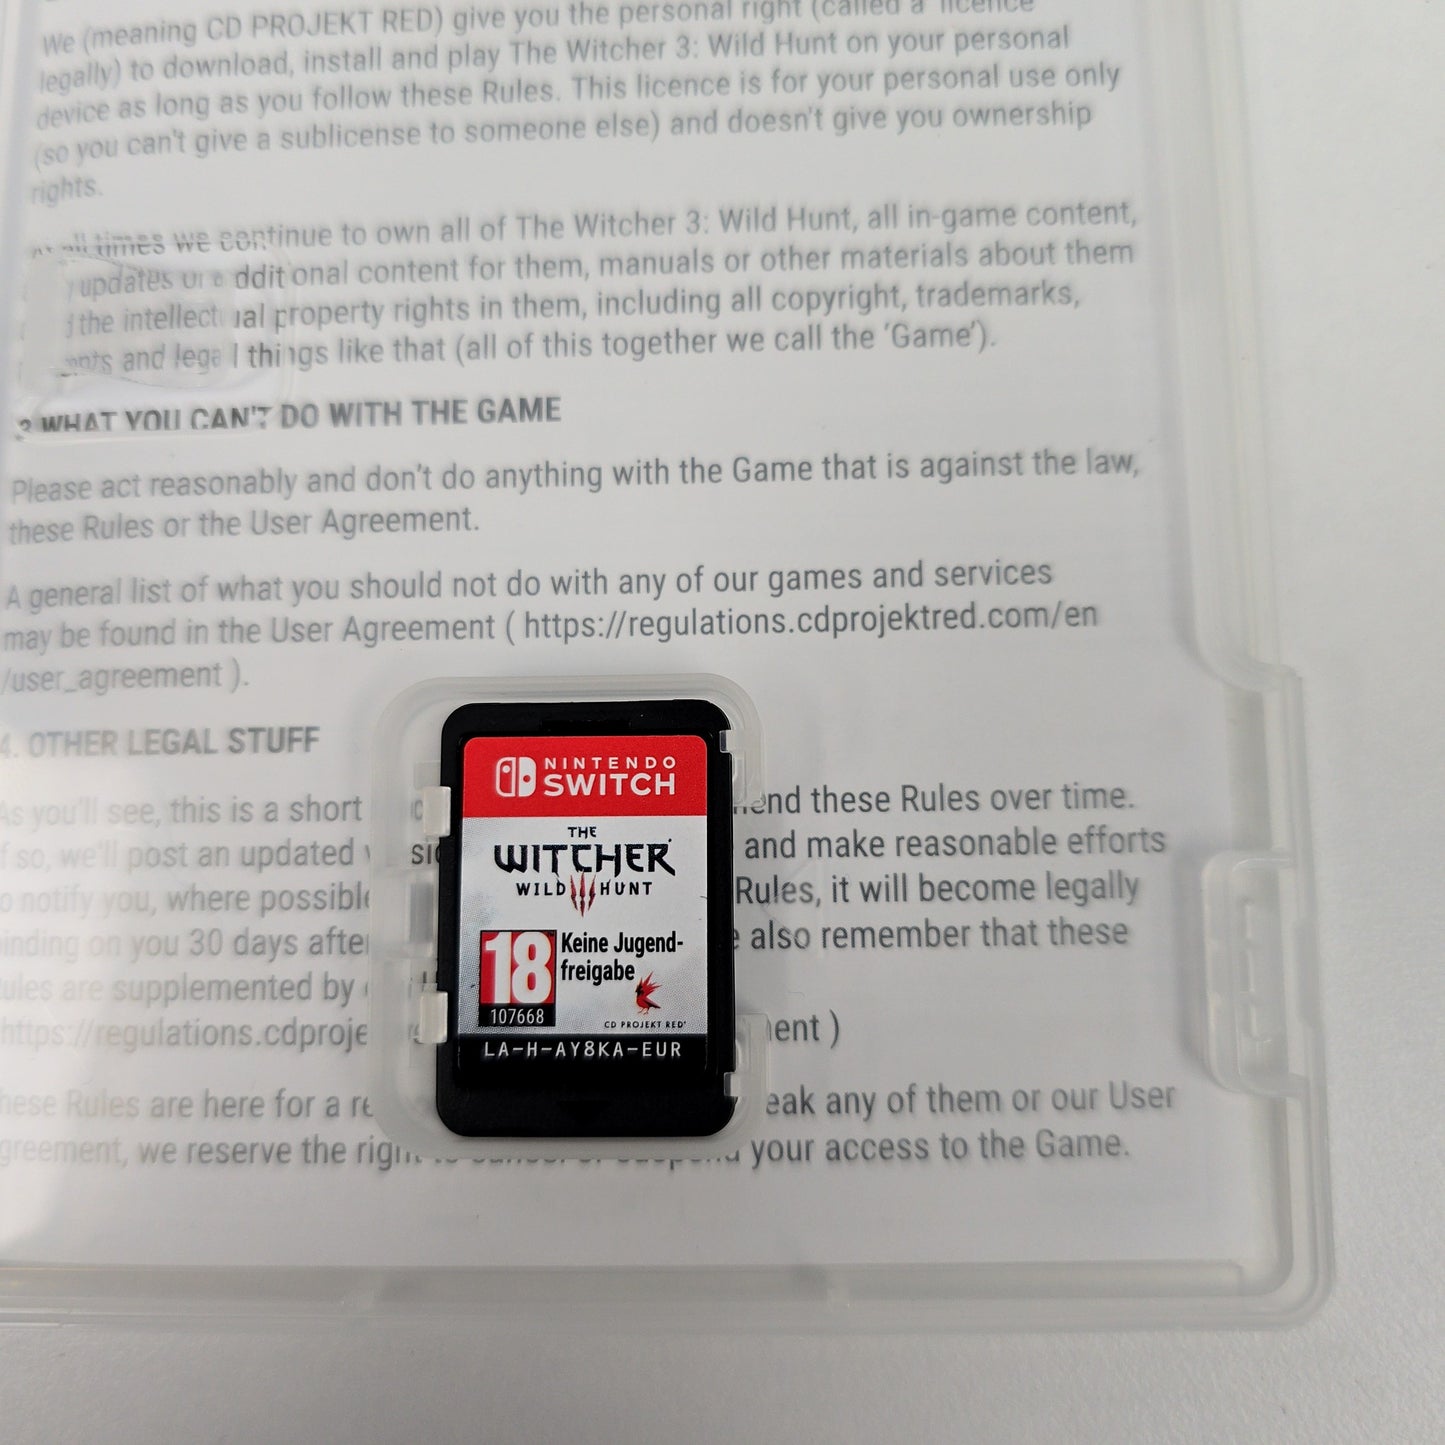 We (meaning CD PROJEKT RED) give you the personal right (called a 'licence
legally) to download, install and play The Witcher 3: Wild Hunt on your personal
device as long as you follow these Rules. This licence is for your personal use only
(so you can't give a sublicense to someone else) and doesn't give you ownership
rights.
all times we continue to own all of The Witcher 3: Wild Hunt, all in-game content,
updates or additional content for them, manuals or other materials about them
the intellectual property rights in them, including all copyright, trademarks,
and legal things like that (all of this together we call the 'Game').
WHAT YOU CAN'T DO WITH THE GAME
Please act reasonably and don't do anything with the Game that is against the law,
these Rules or the User Agreement.
A general list of what you should not do with any of our games and services
may be found in the User Agreement ( https://regulations.cdprojektred.com/en
/user_agreement ).
4. OTHER LEGAL STUFF
As you'll see, this is a short these Rules over time.
f so, we'll post an updated and make reasonable efforts
o notify you, where possible Rules, it will become legally
inding on you 30 days after also remember that these
ules are supplemented by
https://regulations.cdproje ent )
hese Rules are here for a re eak any of them or our User
greement, we reserve the right to cancel or suspend your access to the Game.
NINTENDO
SWITCH
THE
WITCHER
WILD III HUNT
18 Keine Jugend-
freigabe
107668
CD PROJEKT RED
LA-H-AY8KA-EUR